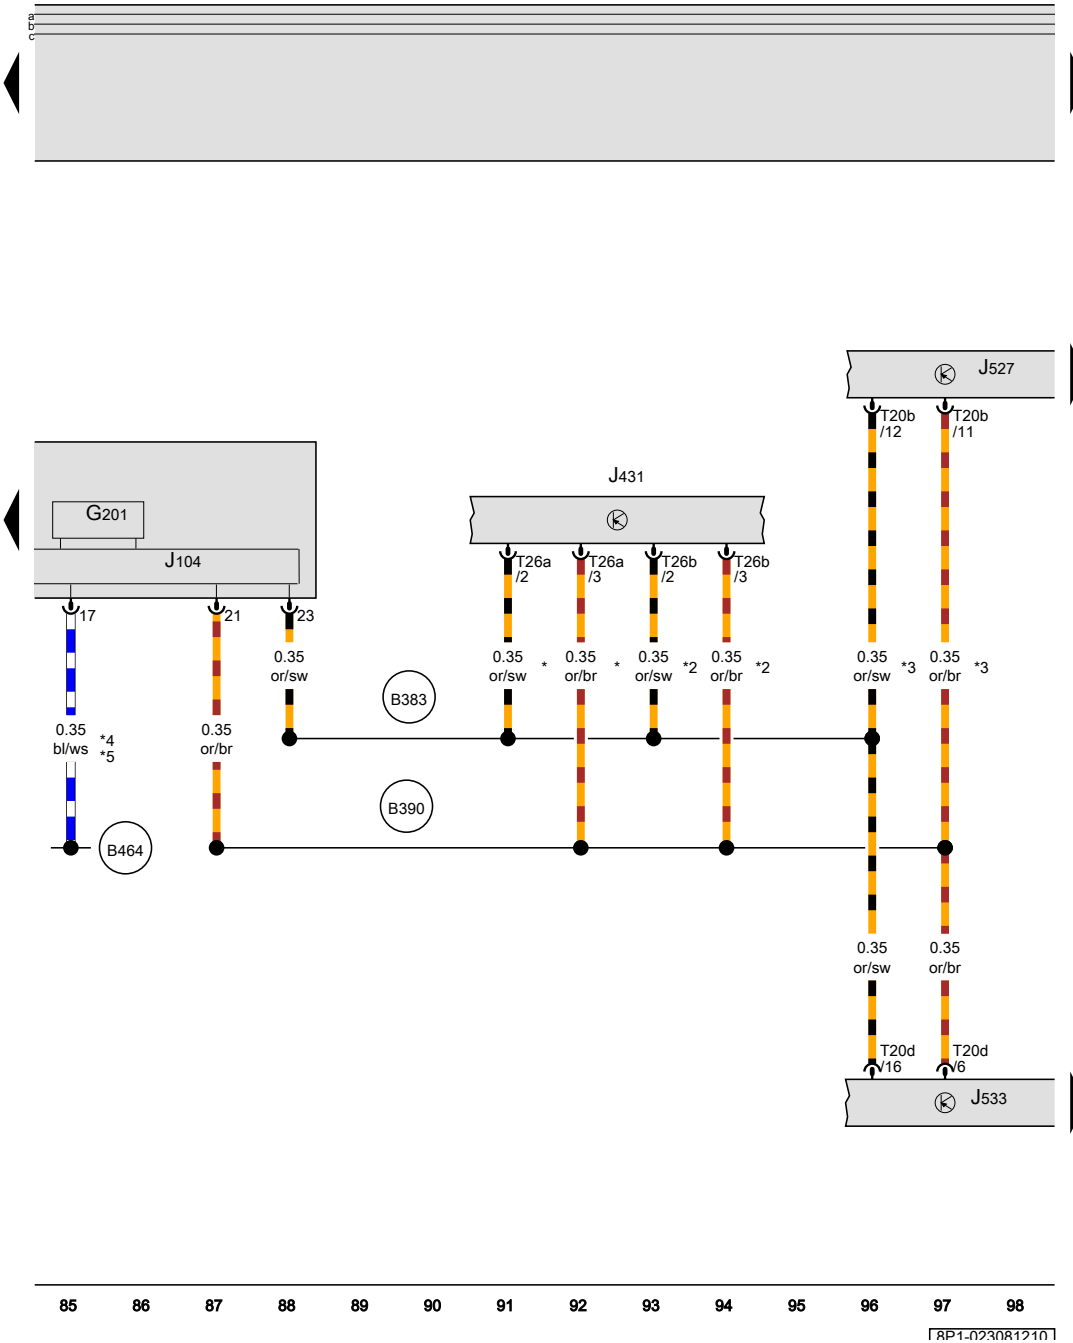 a
b
c
J527
T20b
/12
T20b
/11
J431
G201
J104
T26a
/2
T26a
/3
T26b
/2
T26b
/3
17
21
23
0.35
or/sw
0.35
or/sw
*
0.35
or/br
*
0.35
or/sw
*2
0.35
or/br
*2
0.35
or/sw
*3
0.35
or/br
*3
B383
0.35
bl/ws
*4
*5
0.35
or/br
B390
B464
0.35
or/sw
0.35
or/br
T20d
/16
T20d
/6
J533
85 86 87 88 89 90 91 92 93 94 95 96 97 98
8P1-023081210